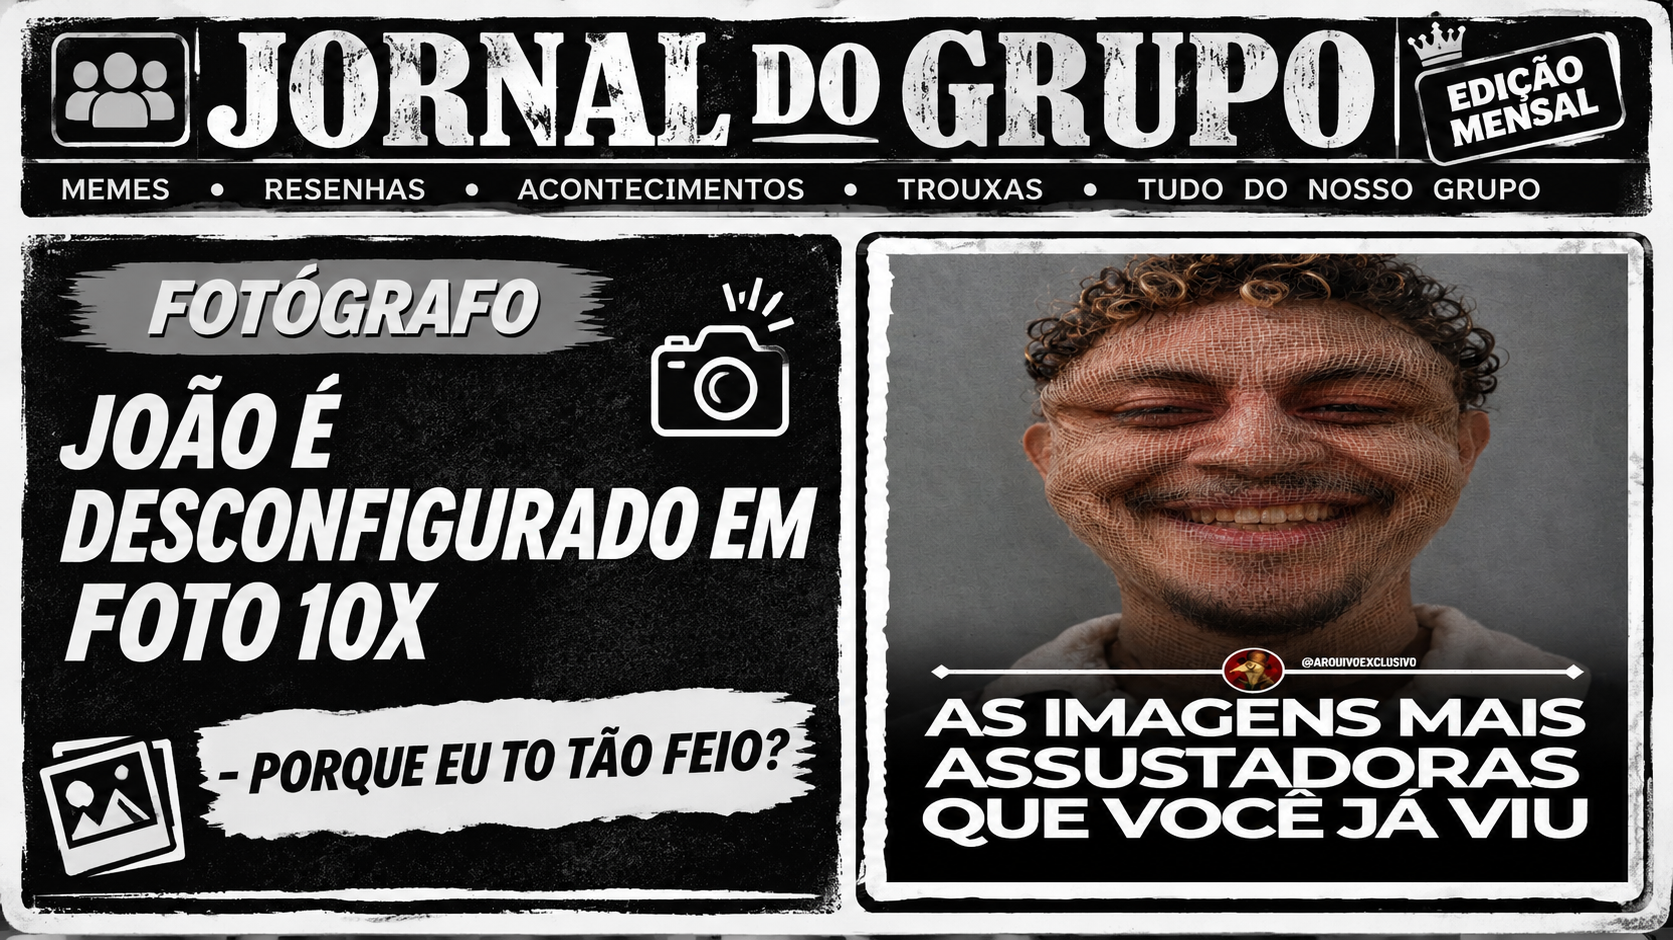 JORNAL DO GRUPO
EDIÇÃO
MENSAL
MEMES • RESENHAS • ACONTECIMENTOS • TROUXAS • TUDO DO NOSSO GRUPO
FOTÓGRAFO
JOÃO É
DESCONFIGURADO EM
FOTO 10X
- PORQUE EU TO TÃO FEIO?
@ARQUIVOEXCLUSIVO
AS IMAGENS MAIS
ASSUSTADORAS
QUE VOCÊ JÁ VIU